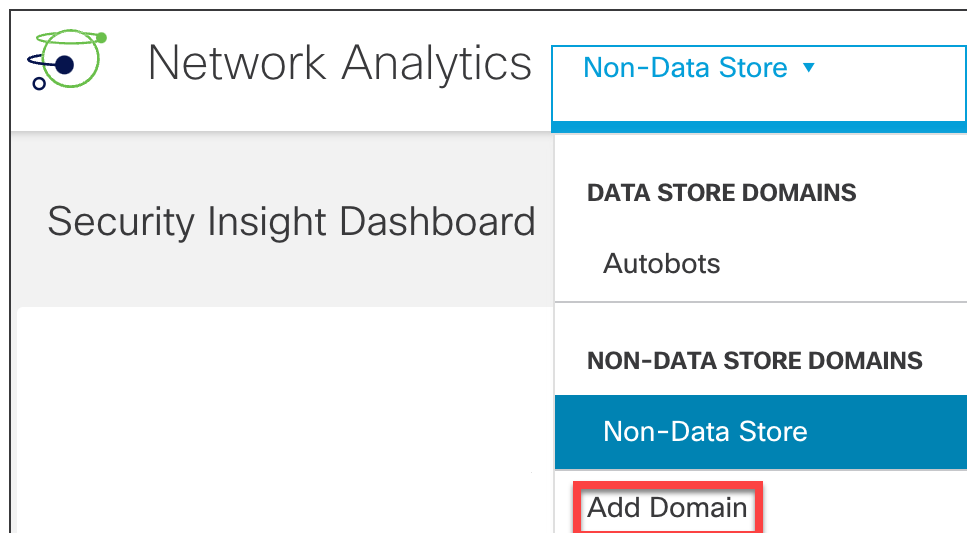 Network Analytics
Non-Data Store
Security Insight Dashboard
DATA STORE DOMAINS
Autobots
NON-DATA STORE DOMAINS
Non-Data Store
Add Domain